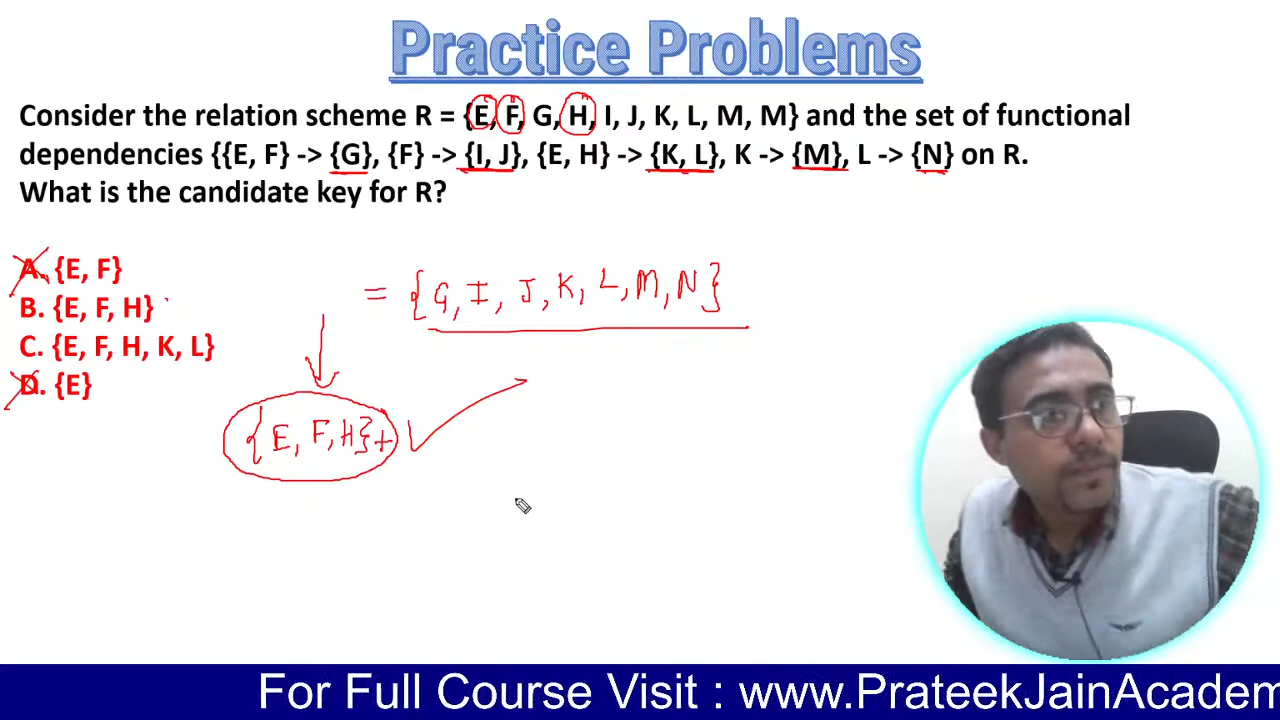 Practice Problems
Consider the relation scheme R = {E, F, G, H, I, J, K, L, M, M} and the set of functional
dependencies {{E, F} -> {G}, {F} -> {I, J}, {E, H} -> {K, L}, K -> {M}, L -> {N} on R.
What is the candidate key for R?
A. {E, F}
B. {E, F, H}
C. {E, F, H, K, L}
D. {E}
= {G, I, J, K, L, M, N}
{E, F, H}+
For Full Course Visit : www.PrateekJainAcadem